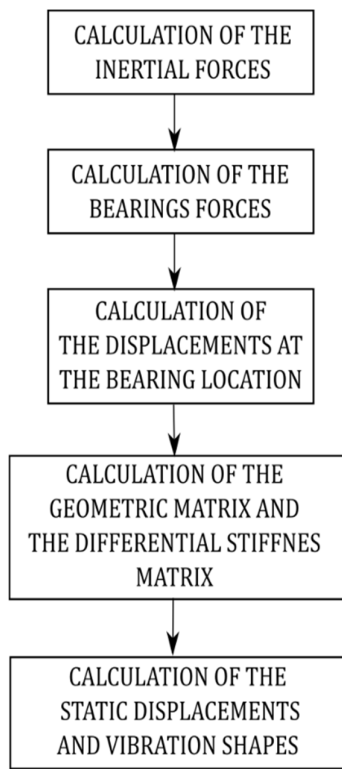 CALCULATION OF THE
INERTIAL FORCES
CALCULATION OF THE
BEARINGS FORCES
CALCULATION OF
THE DISPLACEMENTS AT
THE BEARING LOCATION
CALCULATION OF THE
GEOMETRIC MATRIX AND
THE DIFFERENTIAL STIFFNES
MATRIX
CALCULATION OF THE
STATIC DISPLACEMENTS
AND VIBRATION SHAPES